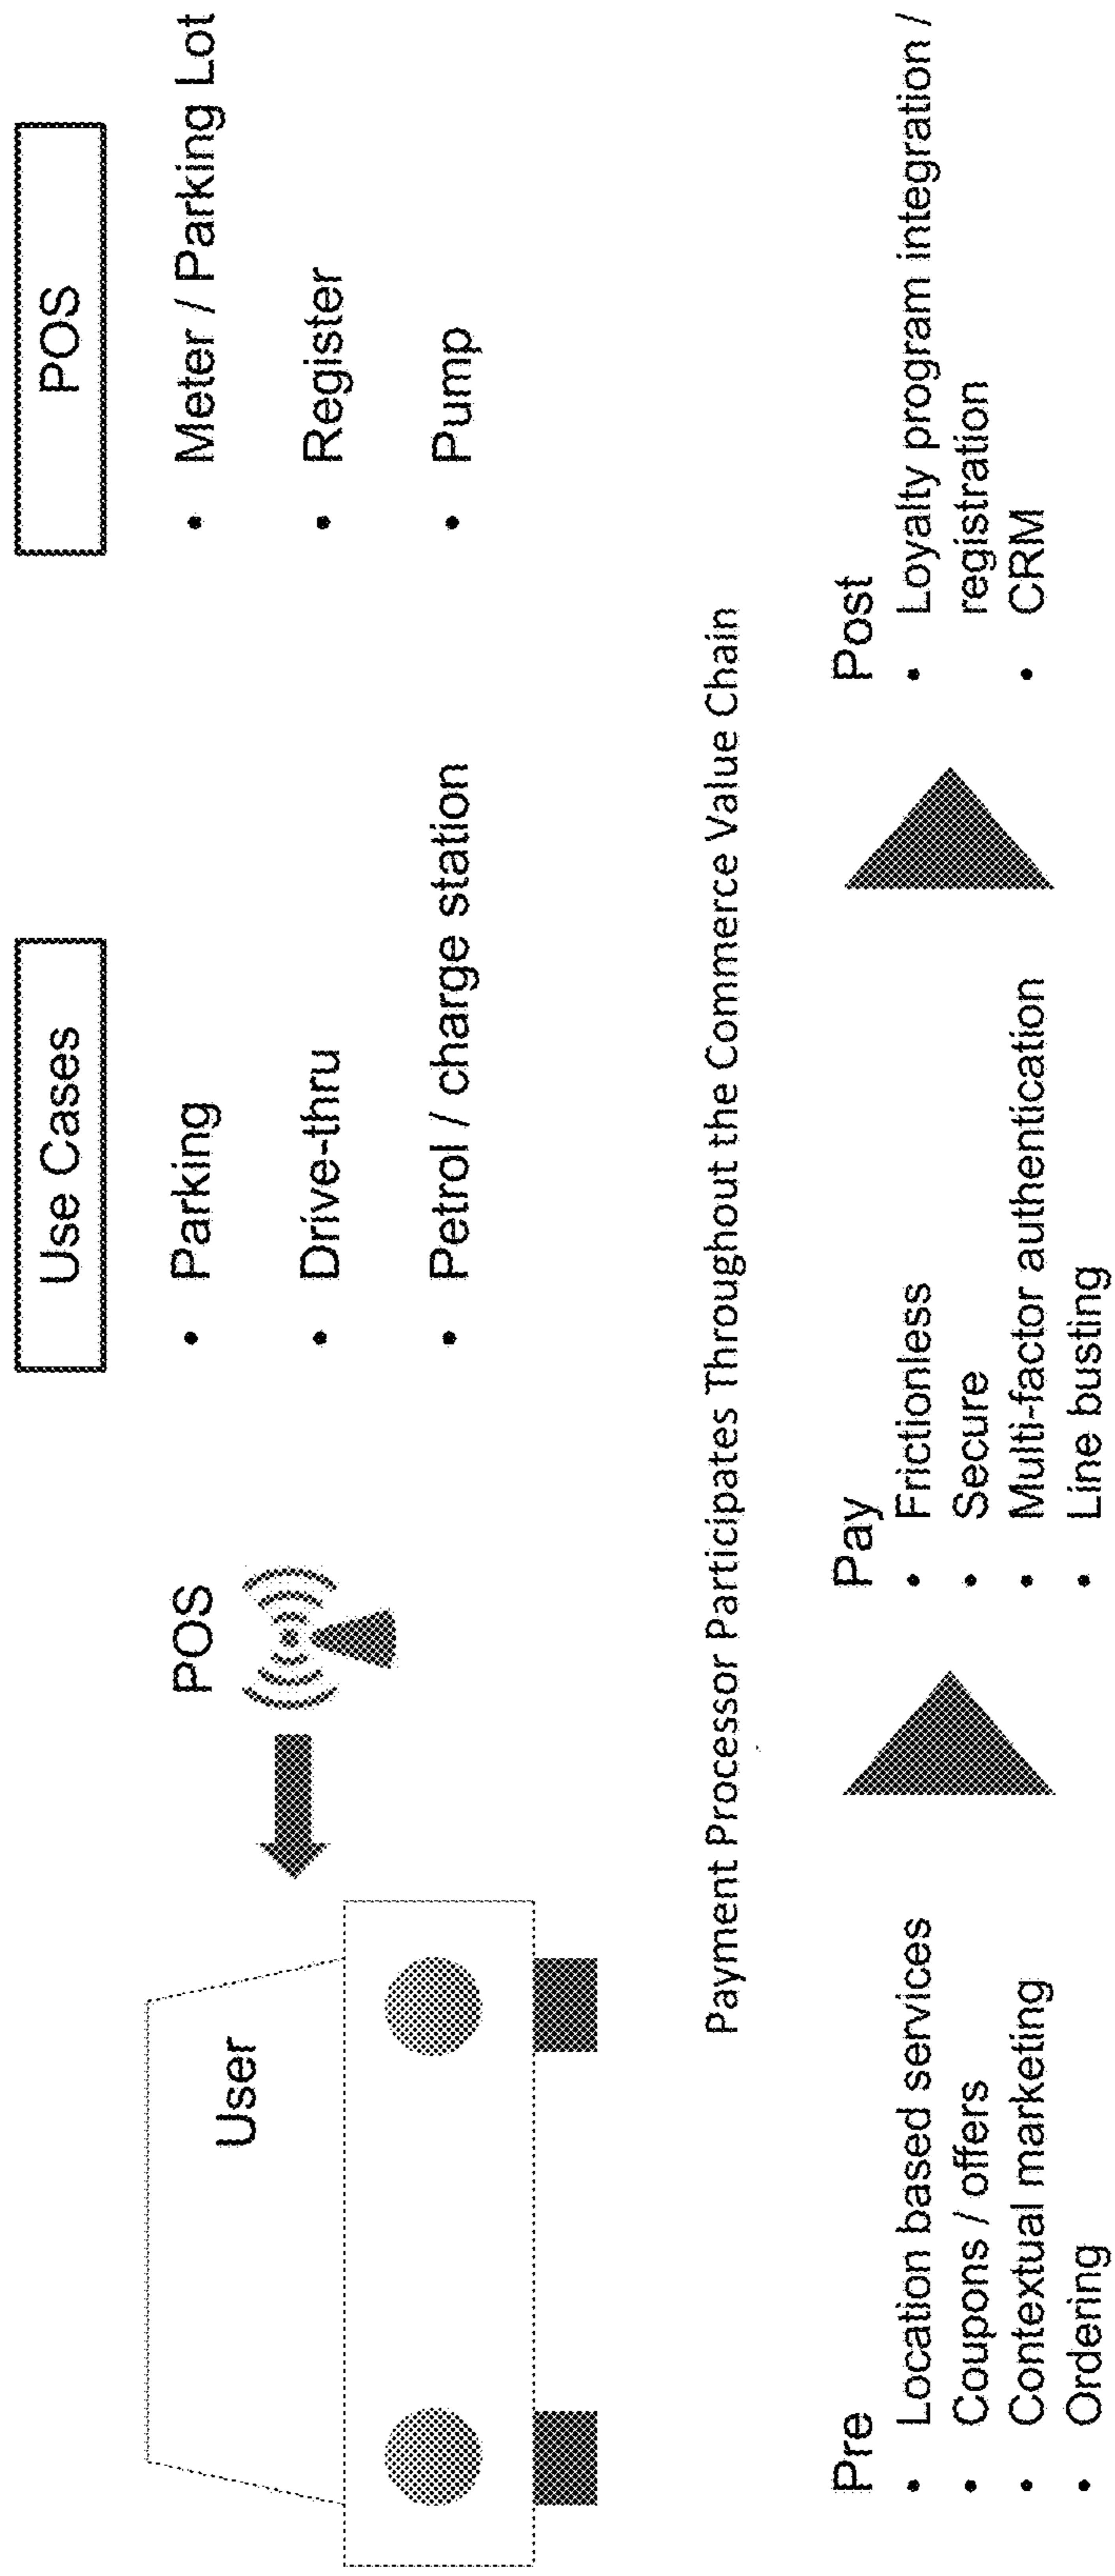 User
POS
Use Cases
• Parking
• Drive-thru
• Petrol / charge station
POS
• Meter / Parking Lot
• Register
• Pump
Payment Processor Participates Throughout the Commerce Value Chain
Pre
• Location based services
• Coupons / offers
• Contextual marketing
• Ordering
Pay
• Frictionless
• Secure
• Multi-factor authentication
• Line busting
Post
• Loyalty program integration /
registration
• CRM